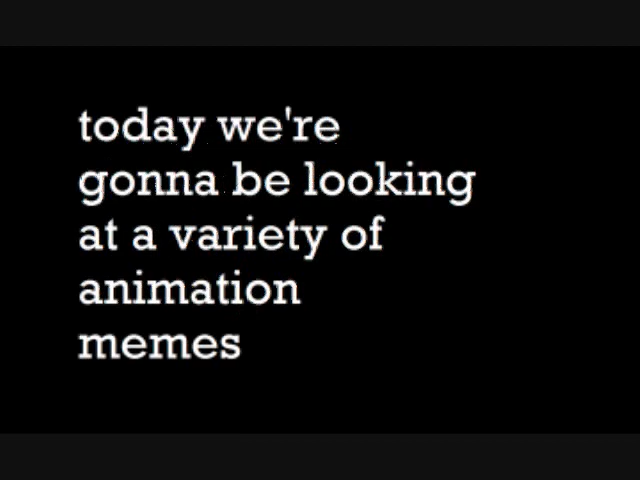 today we're
gonna be looking
at a variety of
animation
memes